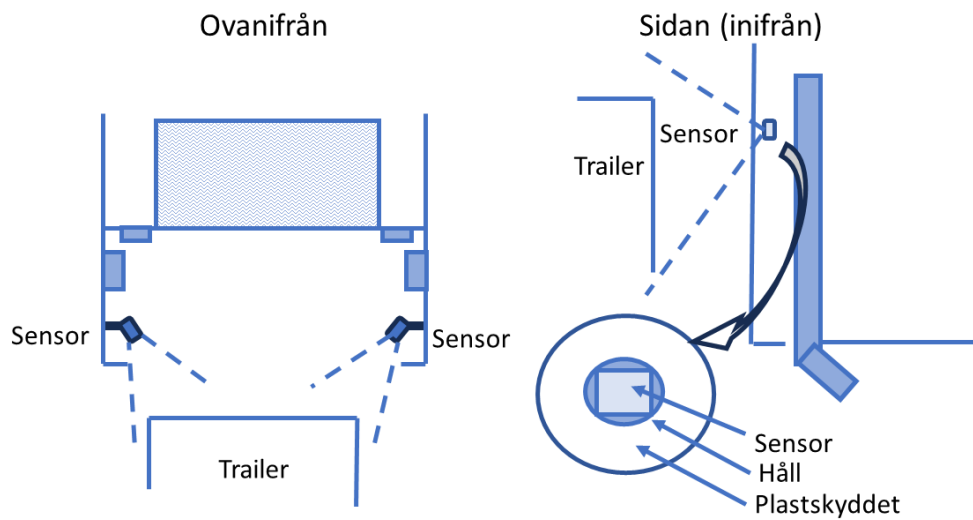 Ovanifrån
Sensor
Sensor
Trailer
Sidan (inifrån)
Sensor
Trailer
Sensor
Håll
Plastskyddet